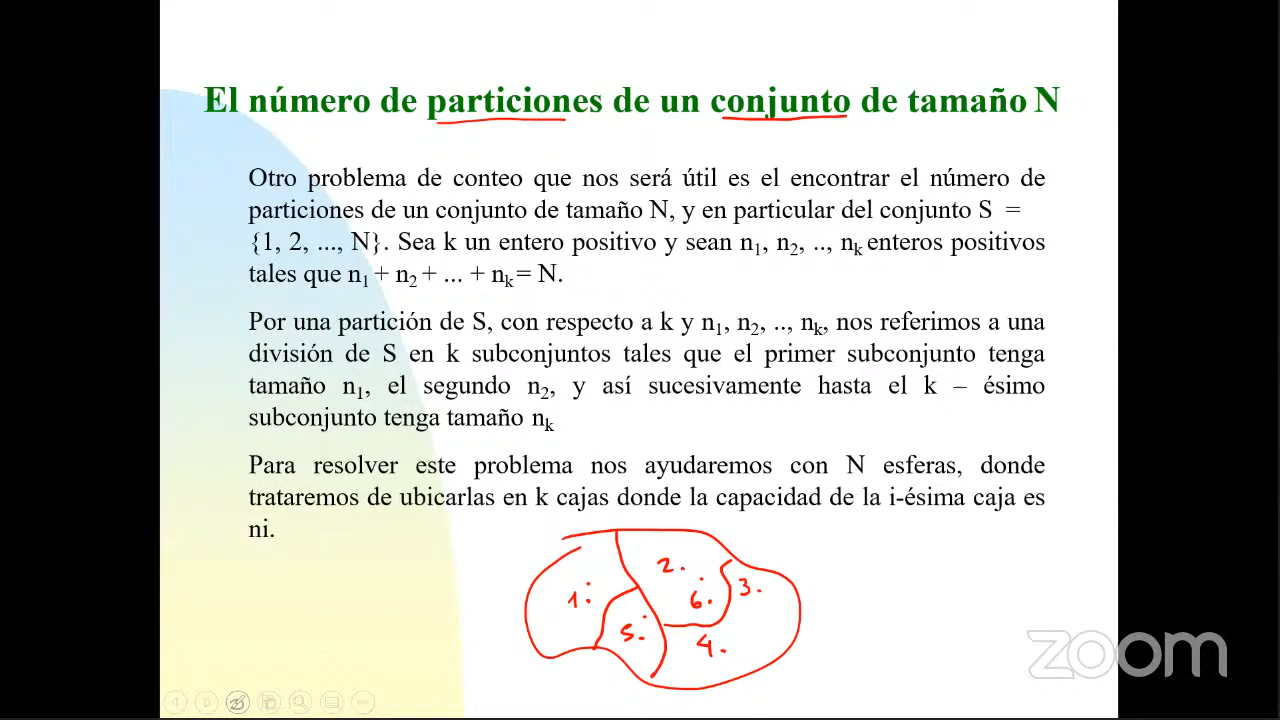 El número de particiones de un conjunto de tamaño N
Otro problema de conteo que nos será útil es el encontrar el número de
particiones de un conjunto de tamaño N, y en particular del conjunto S =
{1, 2, ..., N}. Sea k un entero positivo y sean n₁, n₂, .., nₖ enteros positivos
tales que n₁ + n₂ + ... + nₖ = N.
Por una partición de S, con respecto a k y n₁, n₂, .., nₖ, nos referimos a una
división de S en k subconjuntos tales que el primer subconjunto tenga
tamaño n₁, el segundo n₂, y así sucesivamente hasta el k – ésimo
subconjunto tenga tamaño nₖ
Para resolver este problema nos ayudaremos con N esferas, donde
trataremos de ubicarlas en k cajas donde la capacidad de la i-ésima caja es
ni.
2.
1. 6. 3.
5. 4.
zoom